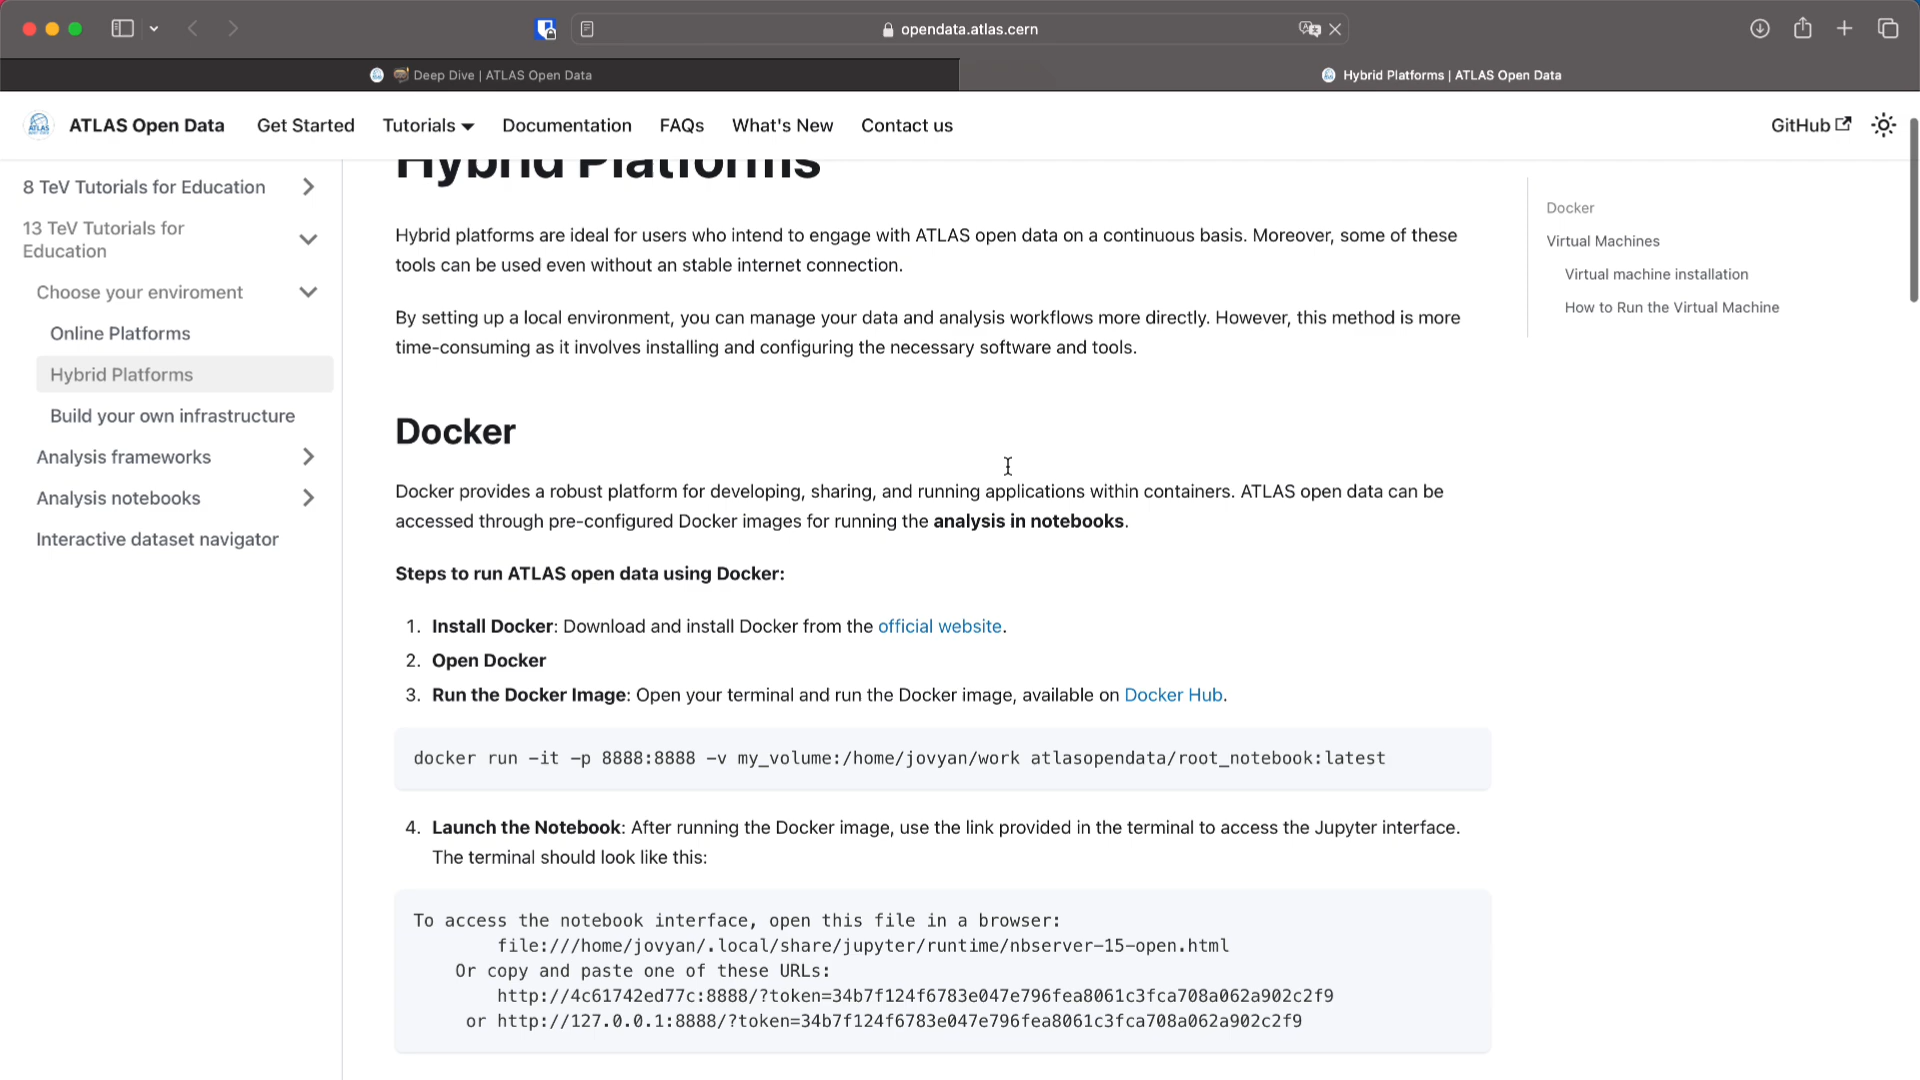 opendata.atlas.cern
Deep Dive | ATLAS Open Data
Hybrid Platforms | ATLAS Open Data
ATLAS Open Data
Get Started
Tutorials
Documentation
FAQs
What's New
Contact us
GitHub
8 TeV Tutorials for Education
13 TeV Tutorials for
Education
Choose your enviroment
Online Platforms
Hybrid Platforms
Build your own infrastructure
Analysis frameworks
Analysis notebooks
Interactive dataset navigator
Hybrid Platforms
Hybrid platforms are ideal for users who intend to engage with ATLAS open data on a continuous basis. Moreover, some of these
tools can be used even without an stable internet connection.
By setting up a local environment, you can manage your data and analysis workflows more directly. However, this method is more
time-consuming as it involves installing and configuring the necessary software and tools.
Docker
Docker provides a robust platform for developing, sharing, and running applications within containers. ATLAS open data can be
accessed through pre-configured Docker images for running the analysis in notebooks.
Steps to run ATLAS open data using Docker:
1. Install Docker: Download and install Docker from the official website.
2. Open Docker
3. Run the Docker Image: Open your terminal and run the Docker image, available on Docker Hub.
docker run -it -p 8888:8888 -v my_volume:/home/jovyan/work atlasopendata/root_notebook:latest
4. Launch the Notebook: After running the Docker image, use the link provided in the terminal to access the Jupyter interface.
The terminal should look like this:
To access the notebook interface, open this file in a browser:
file:///home/jovyan/.local/share/jupyter/runtime/nbserver-15-open.html
Or copy and paste one of these URLs:
http://4c61742ed77c:8888/?token=34b7f124f6783e047e796fea8061c3fca708a062a902c2f9
or http://127.0.0.1:8888/?token=34b7f124f6783e047e796fea8061c3fca708a062a902c2f9
Docker
Virtual Machines
Virtual machine installation
How to Run the Virtual Machine